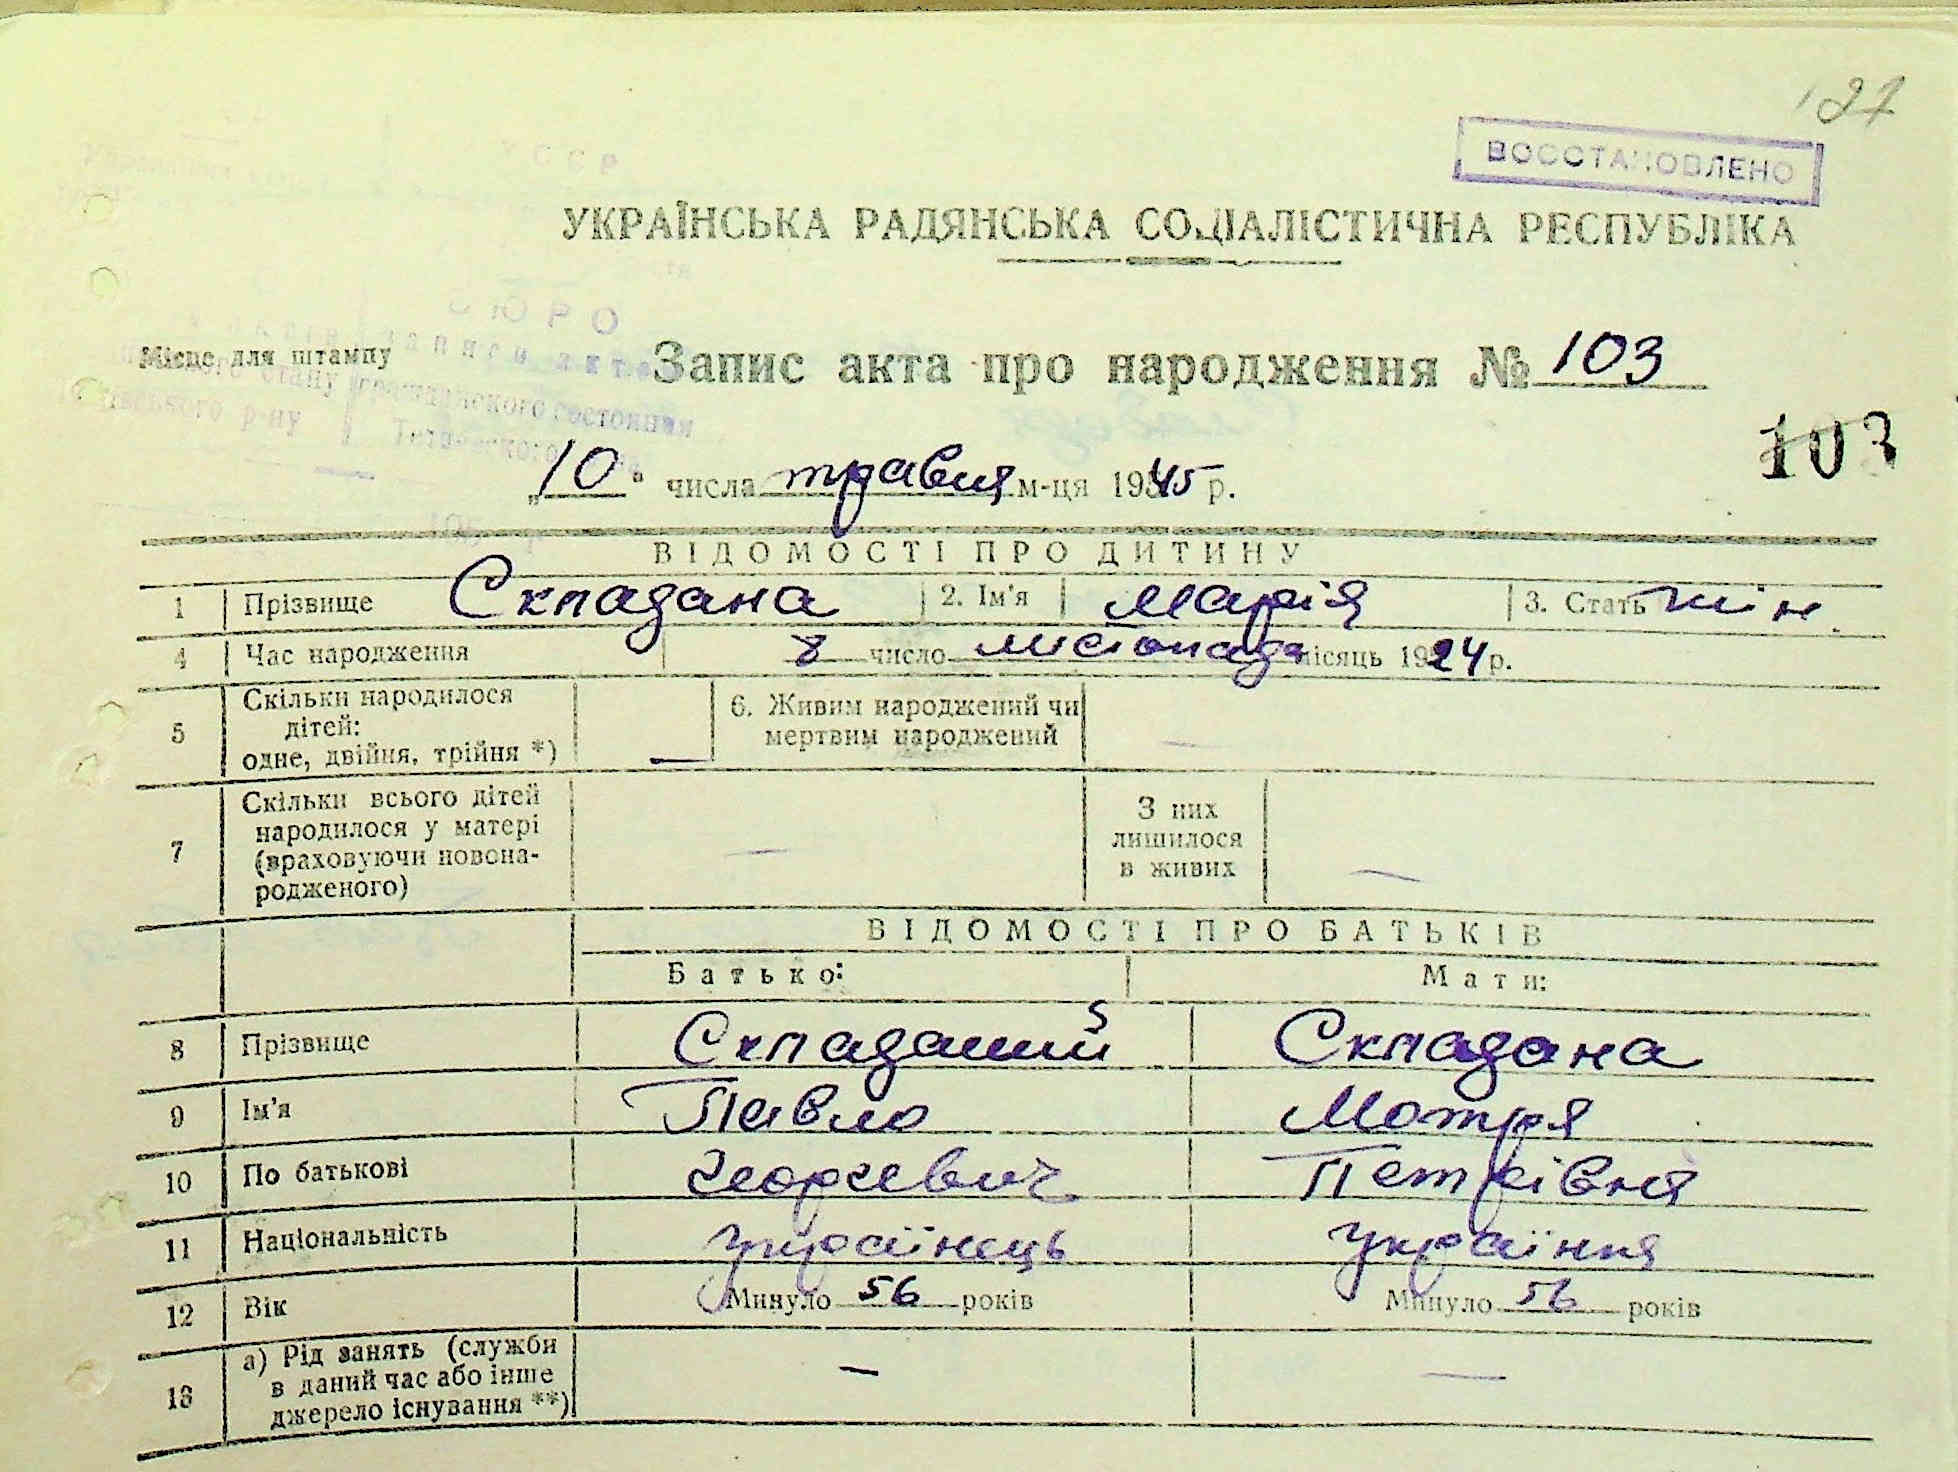 127
ВОССТАНОВЛЕНО
УКРАЇНСЬКА РАДЯНСЬКА СОЦІАЛІСТИЧНА РЕСПУБЛІКА
Місце для штампу
Запис акта про народження № 103
103
„10“ числа травня м-ця 1945 р.
ВІДОМОСТІ ПРО ДИТИНУ
1 Прізвище Складана 2. Ім'я Марія 3. Стать жін.
4 Час народження 8 число листопада місяць 1924 р.
5 Скільки народилося дітей: одне, двійня, трійня *) — 6. Живим народжений чи мертвим народжений —
7 Скільки всього дітей народилося у матері (враховуючи новонародженого) — З них лишилося в живих —
ВІДОМОСТІ ПРО БАТЬКІВ
Батько: Мати:
8 Прізвище Складаний Складана
9 Ім'я Павло Мотря
10 По батькові Георгевич Петрівна
11 Національність українець українка
12 Вік Минуло 56 років Минуло 56 років
13 а) Рід занять (служби в даний час або інше джерело існування **) — —